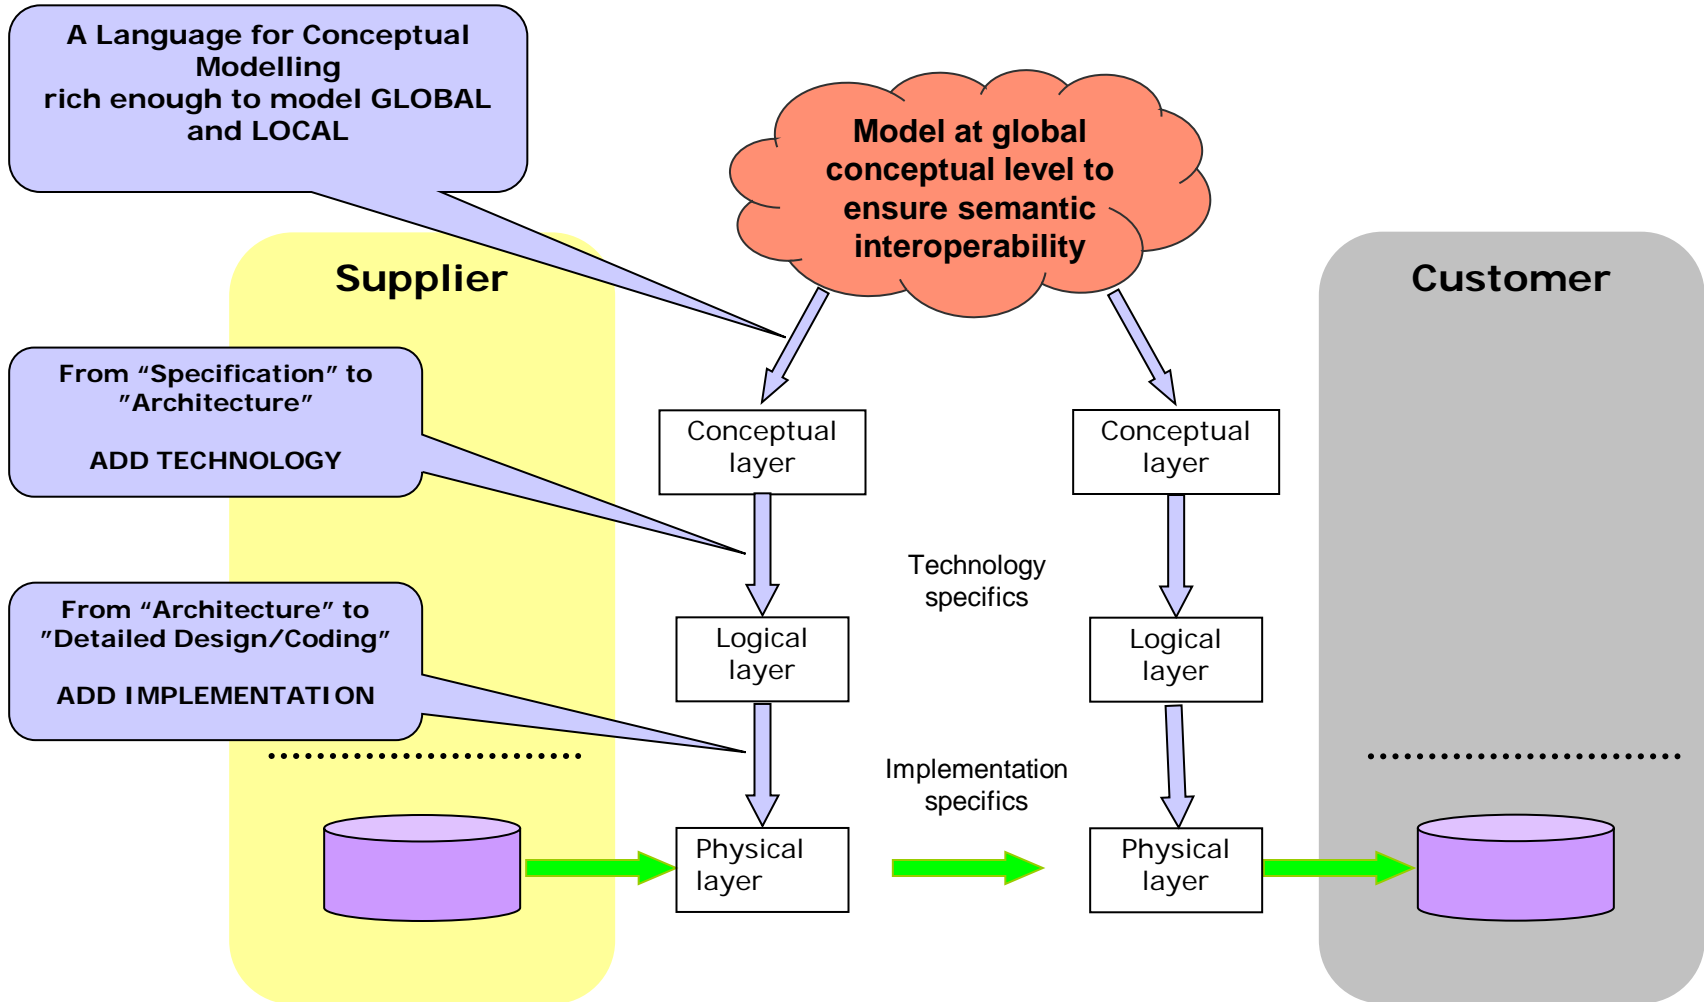 A Language for Conceptual
Modelling
rich enough to model GLOBAL
and LOCAL
Model at global
conceptual level to
ensure semantic
interoperability
Supplier
Customer
From “Specification” to
”Architecture”
ADD TECHNOLOGY
Conceptual
layer
Conceptual
layer
Technology
specifics
From “Architecture” to
”Detailed Design/Coding”
ADD IMPLEMENTATION
Logical
layer
Logical
layer
Implementation
specifics
Physical
layer
Physical
layer